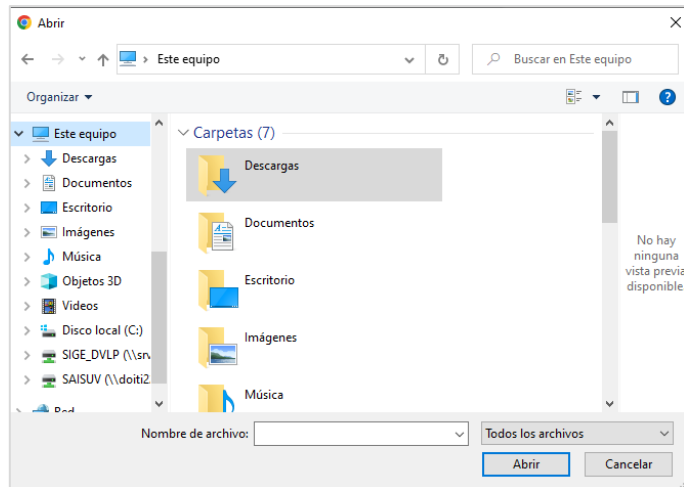 Abrir
Este equipo
Buscar en Este equipo
Organizar
Este equipo
Descargas
Documentos
Escritorio
Imágenes
Música
Objetos 3D
Videos
Disco local (C:)
SIGE_DVLP (\\srv
SAISUV (\\doiti2
Red
Carpetas (7)
Descargas
Documentos
Escritorio
Imágenes
Música
No hay
ninguna
vista previa
disponible.
Nombre de archivo:
Todos los archivos
Abrir
Cancelar